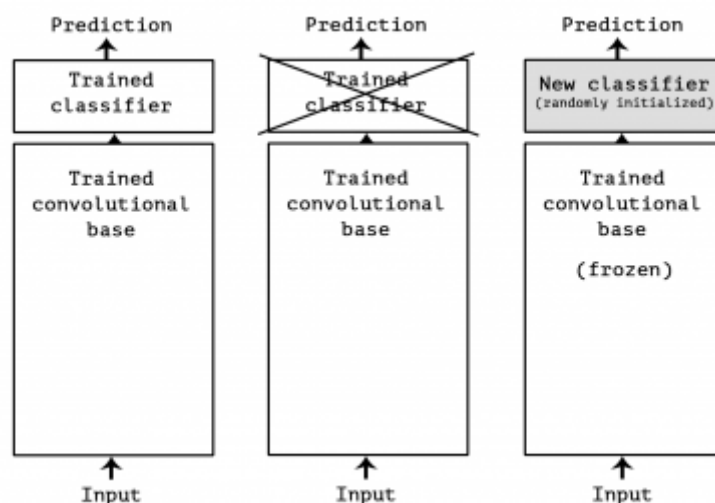 Prediction
Trained
classifier
Trained
convolutional
base
Input
Prediction
Trained
classifier
Trained
convolutional
base
Input
Prediction
New classifier
(randomly initialized)
Trained
convolutional
base
(frozen)
Input